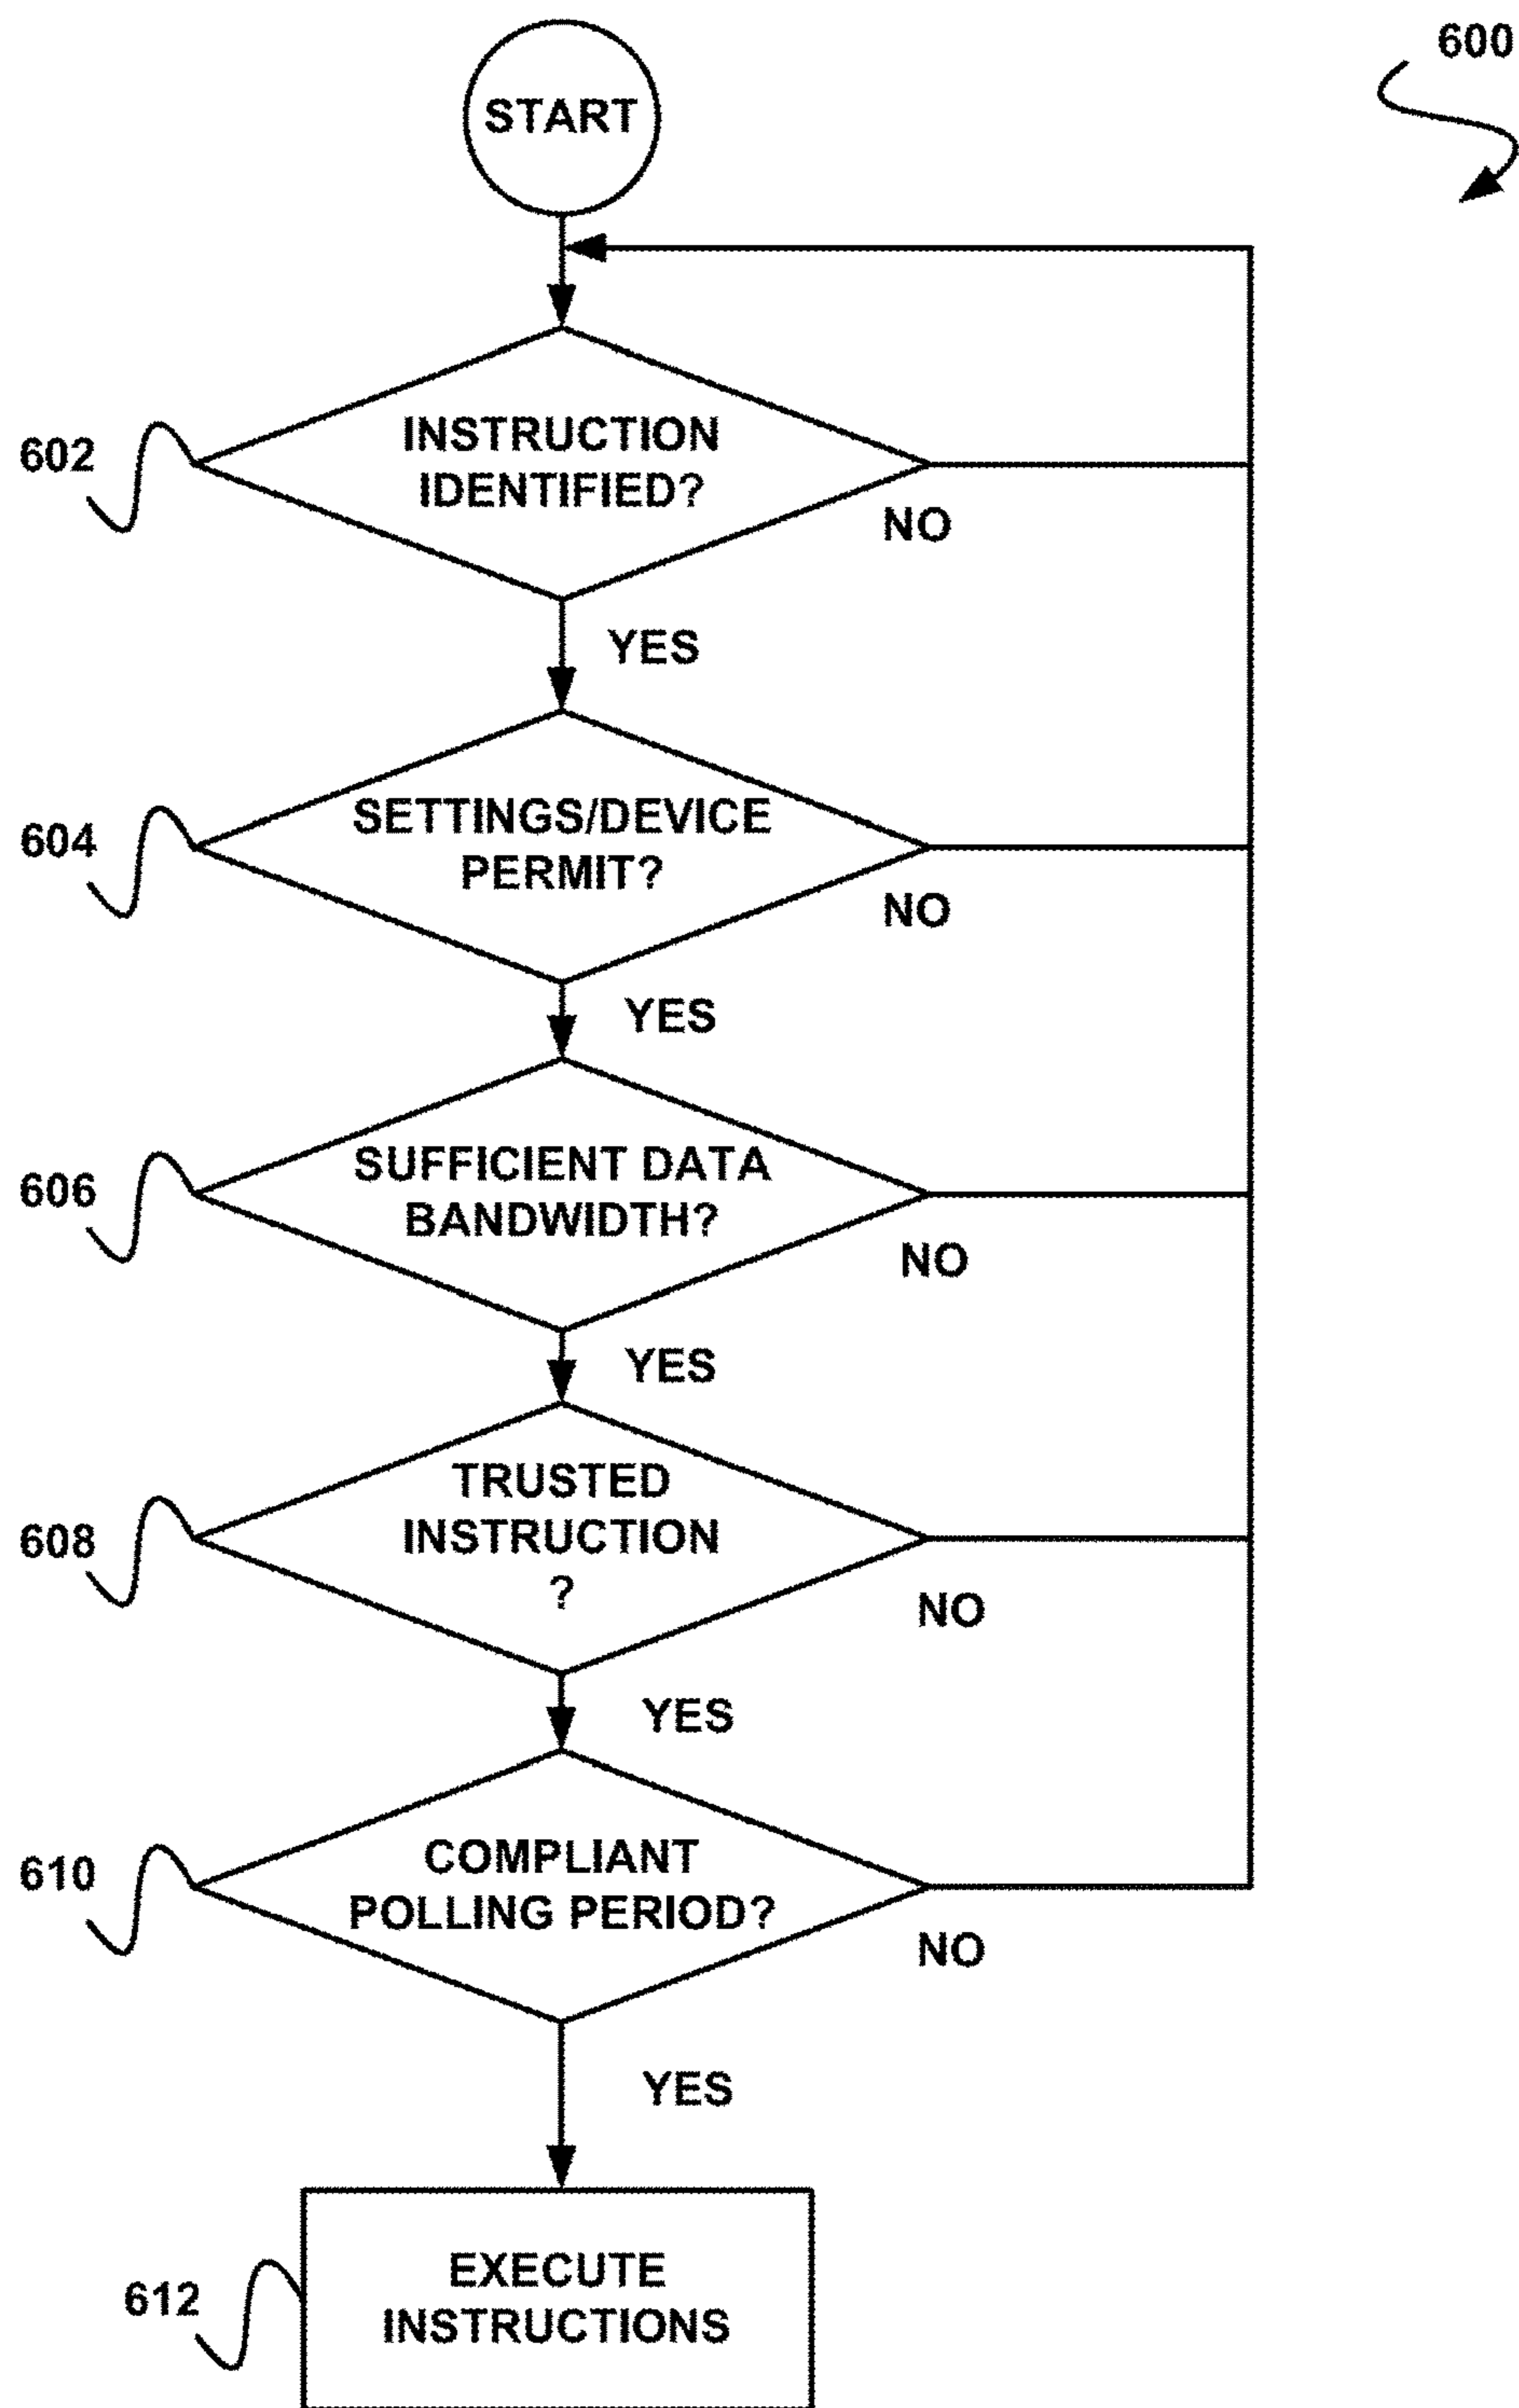 600
START
INSTRUCTION
IDENTIFIED?
602
NO
YES
SETTINGS/DEVICE
PERMIT?
604
NO
YES
SUFFICIENT DATA
BANDWIDTH?
606
NO
YES
TRUSTED
INSTRUCTION
?
608
NO
YES
COMPLIANT
POLLING PERIOD?
610
NO
YES
EXECUTE
INSTRUCTIONS
612